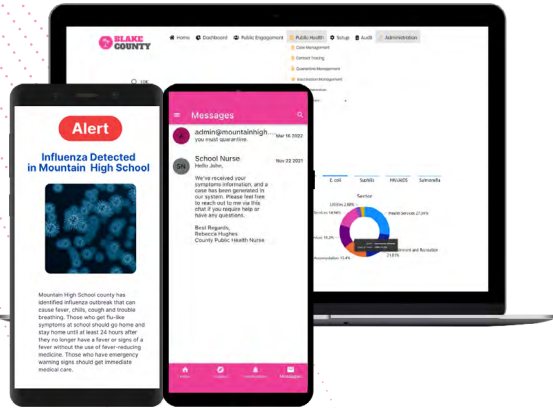 BLAKE
COUNTY
Home Dashboard Public Engagement Public Health Setup Audit Administration
Case Management
Contact Tracing
Quarantine Management
Vaccination Management
Alert
Influenza Detected
in Mountain High School
Mountain High School county has
identified influenza outbreak that can
cause fever, chills, cough and trouble
breathing. Those who get flu-like
symptoms at school should go home and
stay home until at least 24 hours after
they no longer have a fever or signs of a
fever without the use of fever-reducing
medicine. Those who have emergency
warning signs should get immediate
medical care.
Messages
admin@mountainhigh... Mar 16 2022
you must quarantine.
SN
School Nurse Nov 22 2021
Hello John,
We've received your
symptoms information, and a
case has been generated in
our system. Please feel free
to reach out to me via this
chat if you require help or
have any questions.
Best Regards,
Rebecca Hughes
County Public Health Nurse
Messages
E. coli Syphilis HIV/AIDS Salmonella
Health Services 27.04%